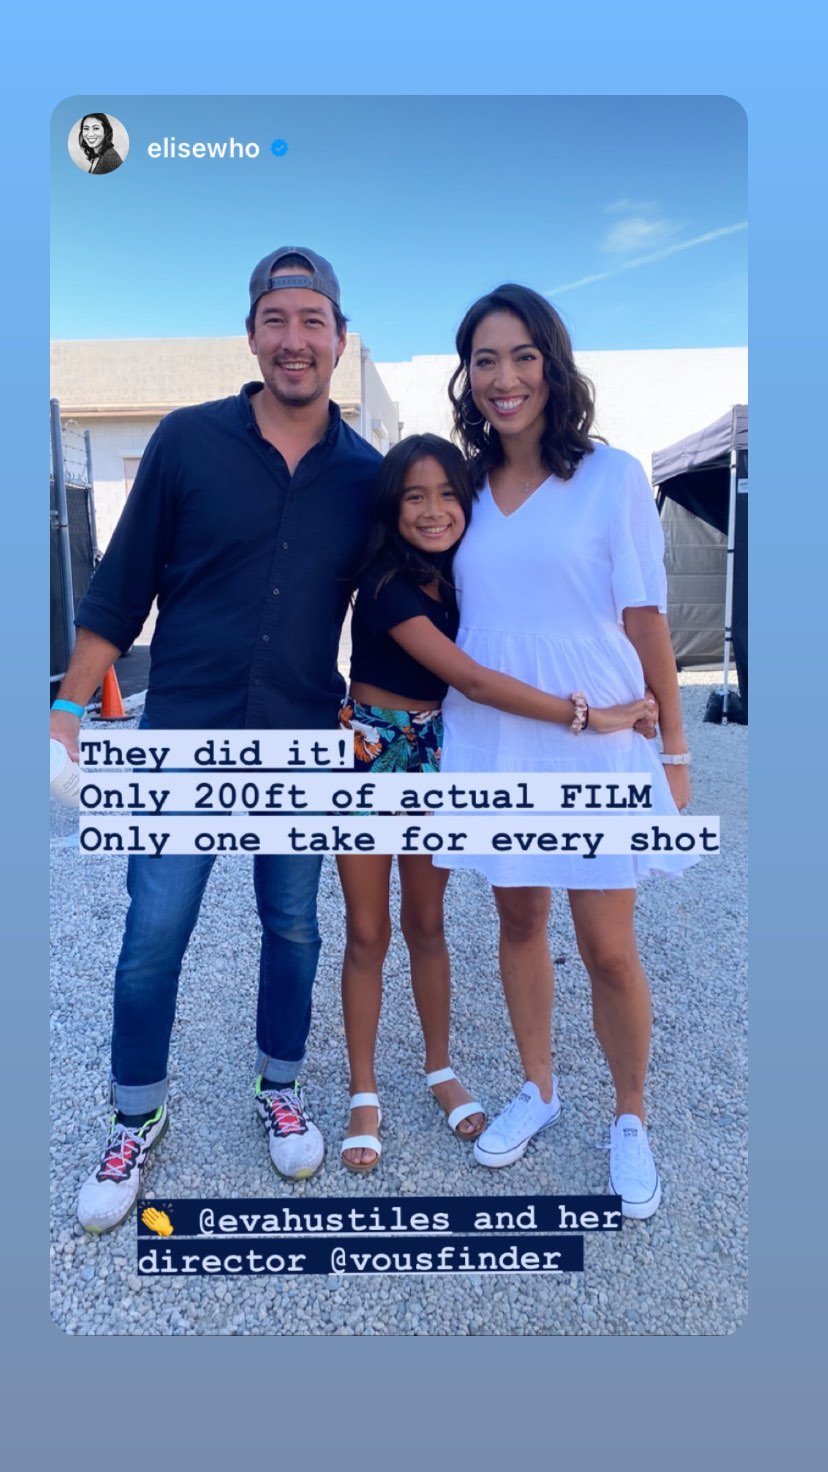 elisewho
They did it!
Only 200ft of actual FILM
Only one take for every shot
👏 @evahustiles and her
director @vousfinder